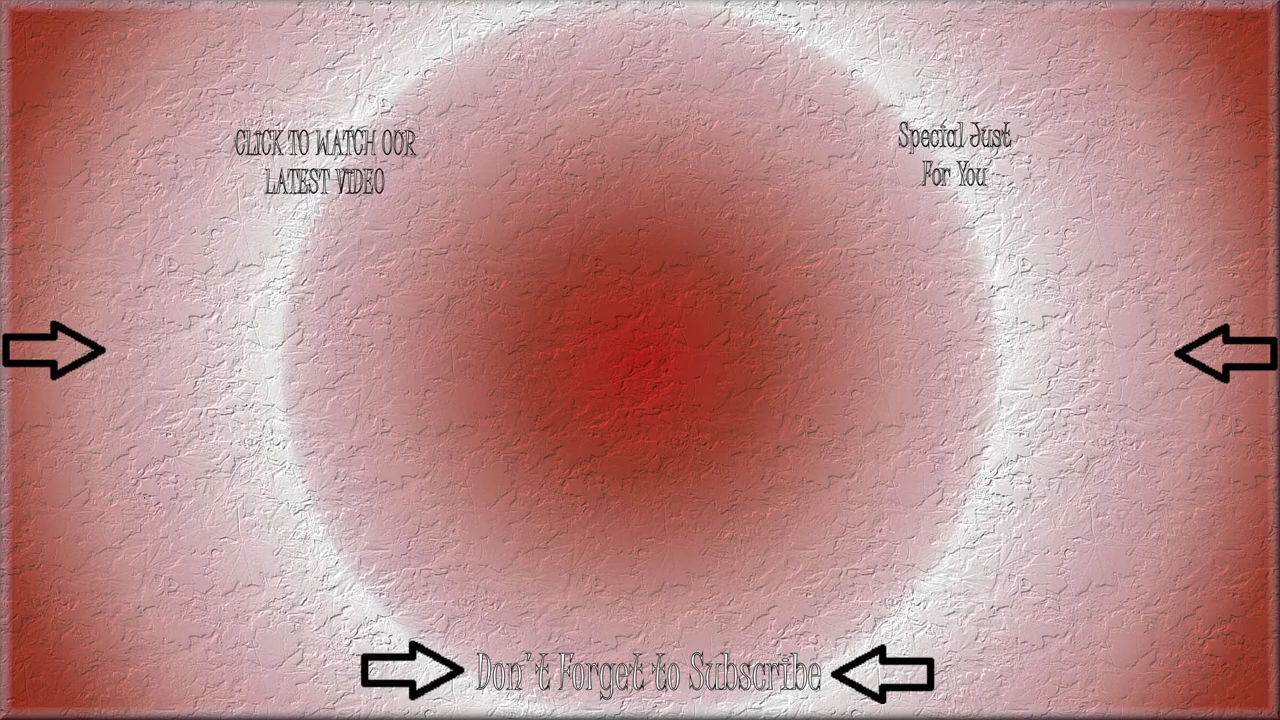 CLICK TO WATCH OUR
LATEST VIDEO
Special Just
For You
Don't Forget to Subscribe